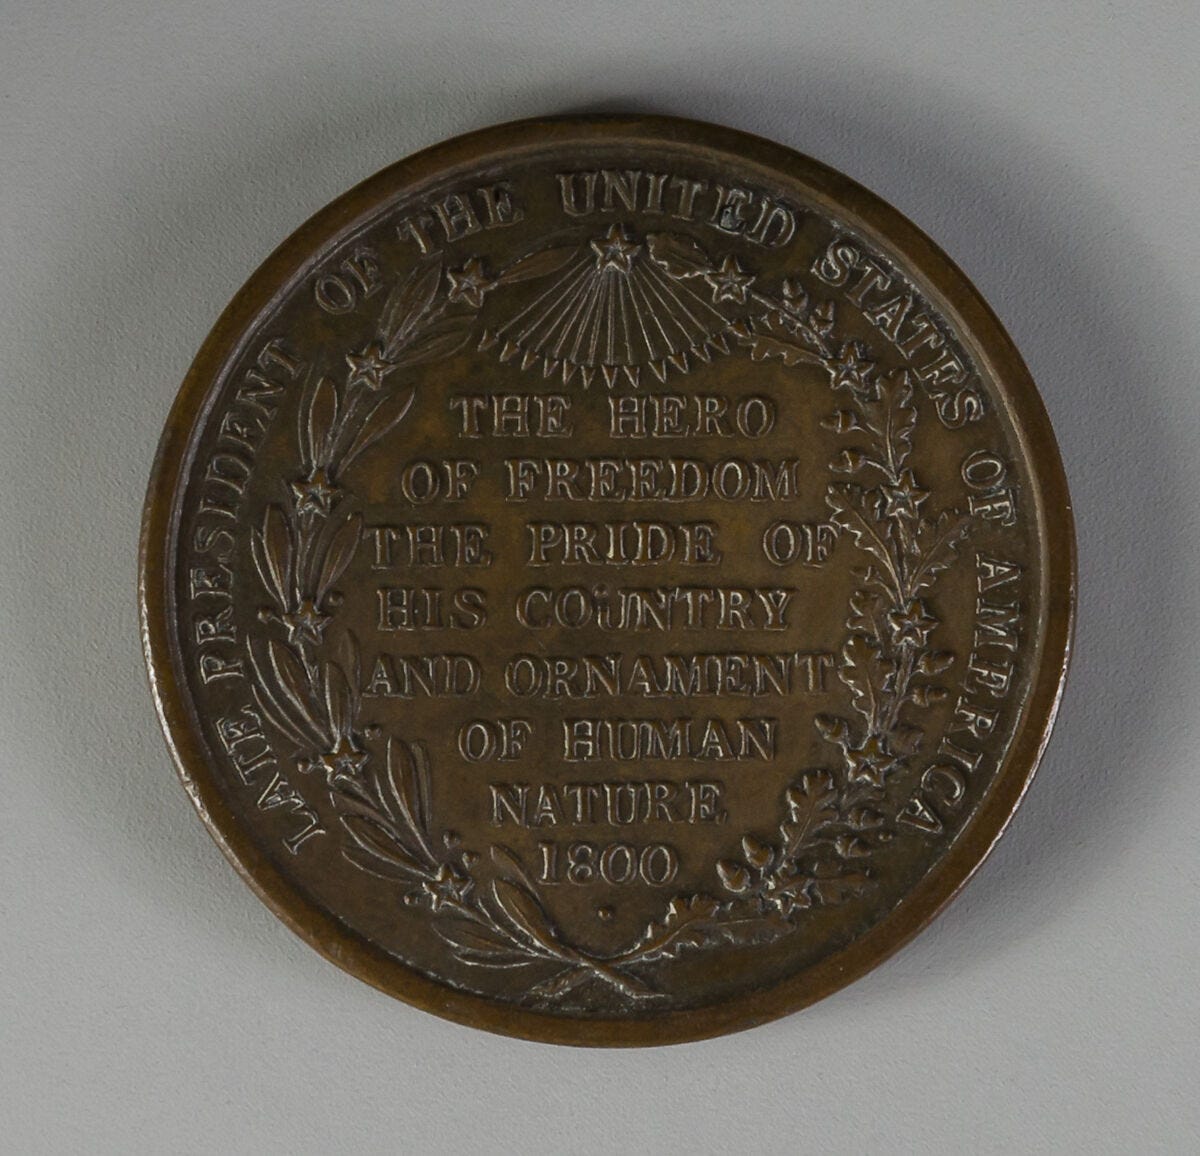 LATE PRESIDENT OF THE UNITED STATES OF AMERICA
THE HERO
OF FREEDOM
THE PRIDE OF
HIS COUNTRY
AND ORNAMENT
OF HUMAN
NATURE
1800